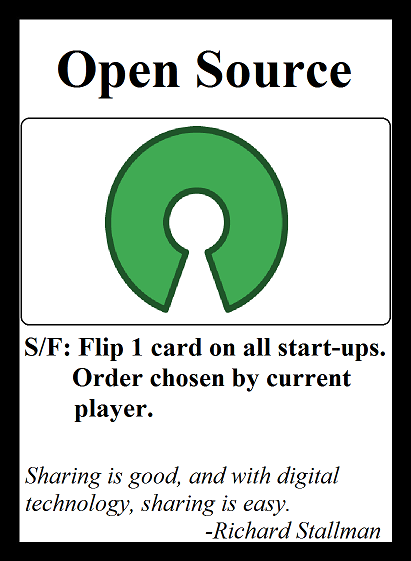 Open Source
S/F: Flip 1 card on all start-ups.
Order chosen by current
player.
Sharing is good, and with digital
technology, sharing is easy.
-Richard Stallman